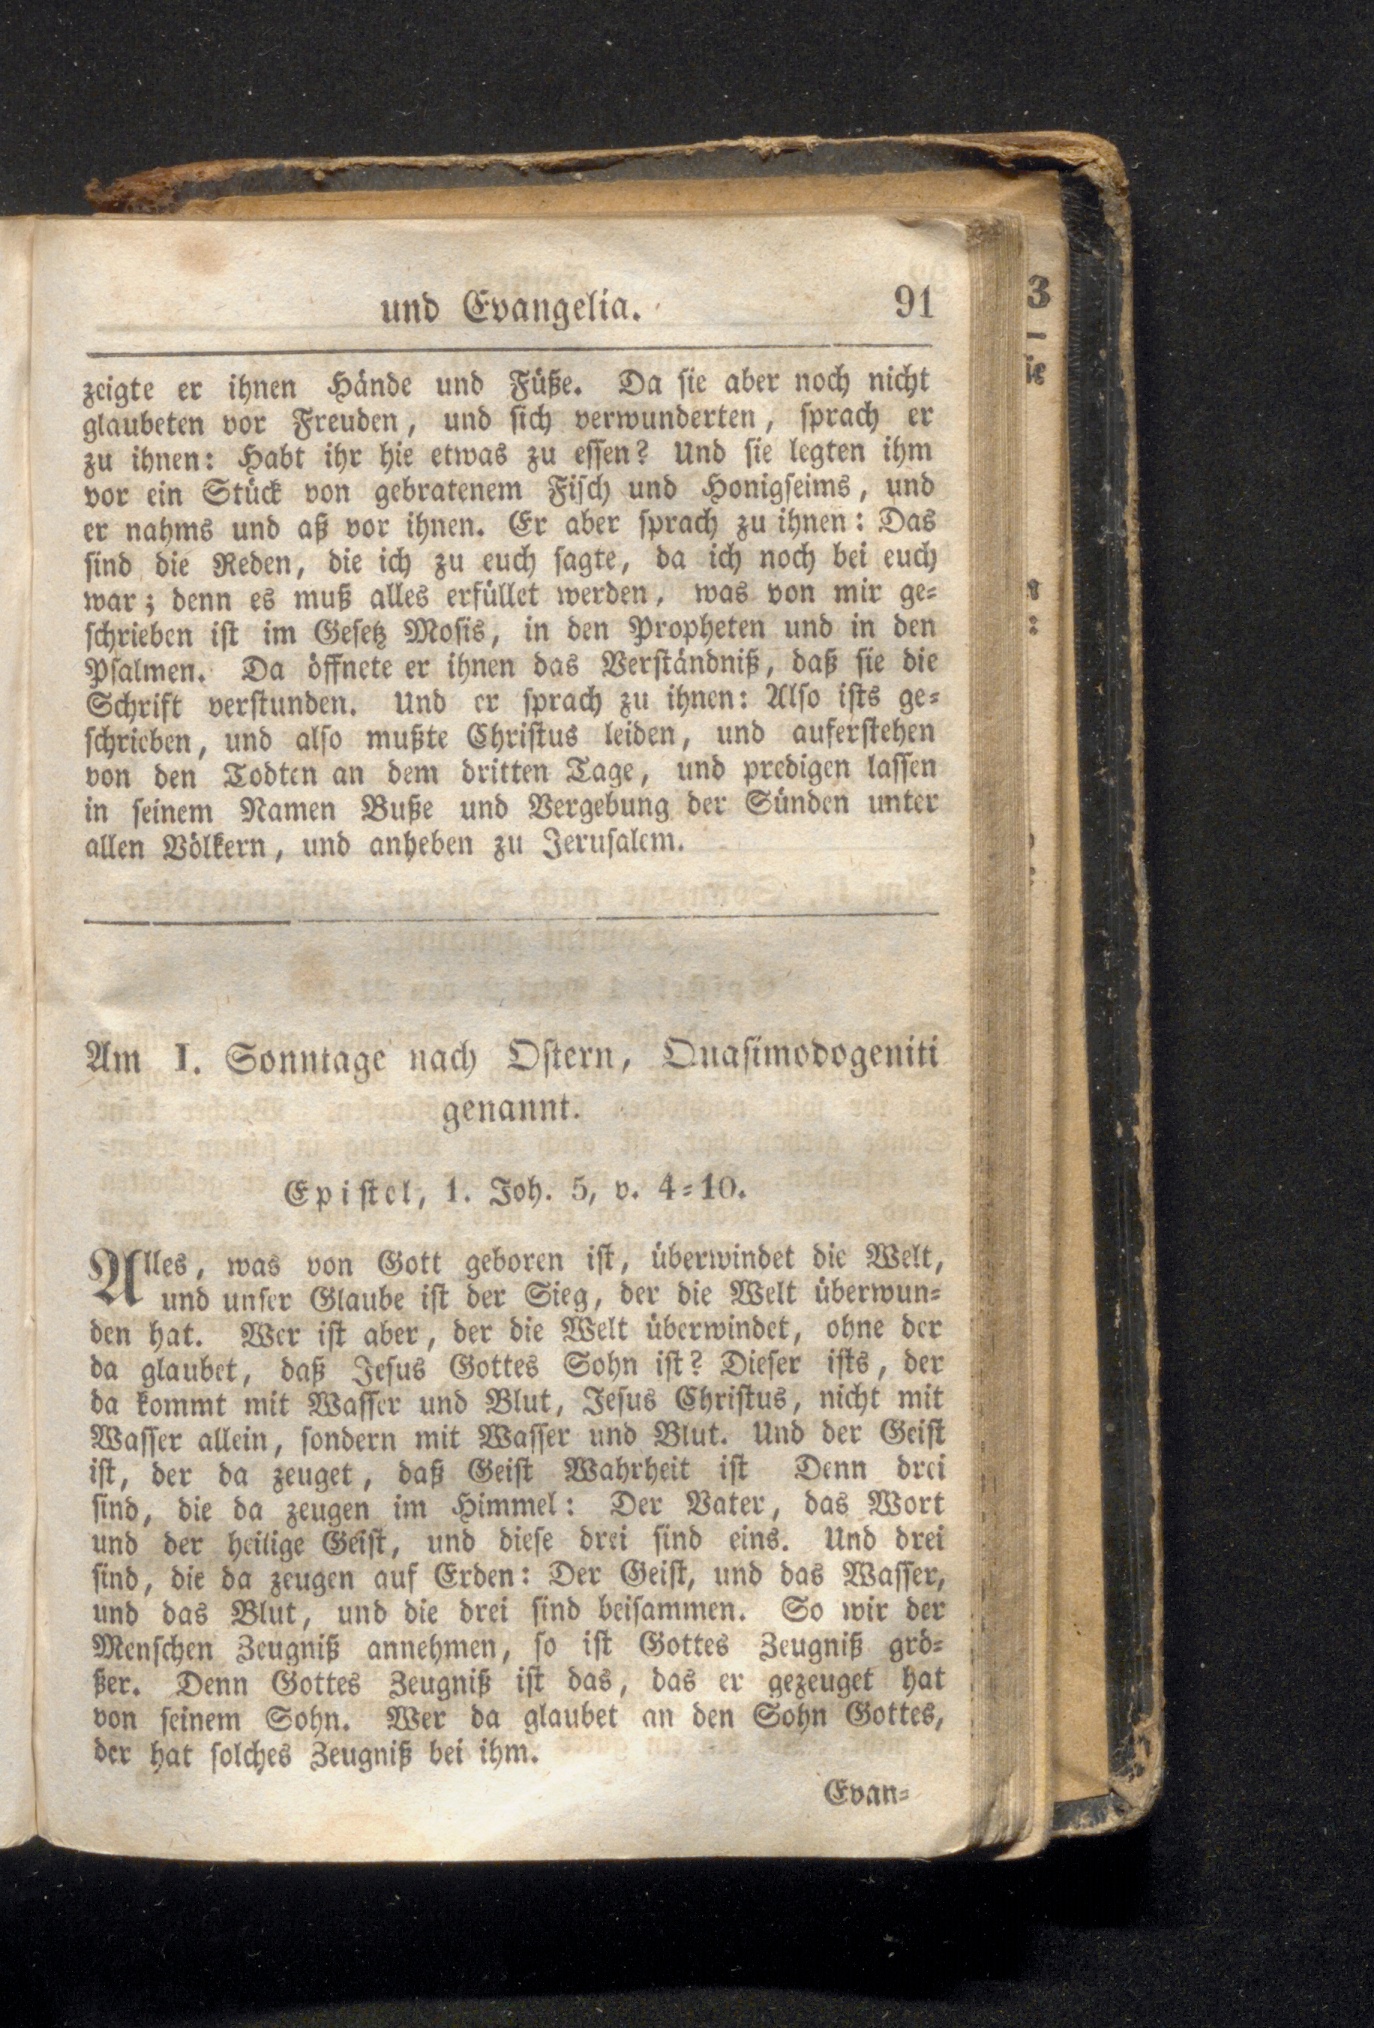 und Evangelia. 91
zeigte er ihnen Hände und Füße. Da sie aber noch nicht
glaubeten vor Freuden, und sich verwunderten, sprach er
zu ihnen: Habt ihr hie etwas zu essen? Und sie legten ihm
vor ein Stück von gebratenem Fisch und Honigseims, und
er nahms und aß vor ihnen. Er aber sprach zu ihnen: Das
sind die Reden, die ich zu euch sagte, da ich noch bei euch
war; denn es muß alles erfüllet werden, was von mir ge-
schrieben ist im Gesetz Mosis, in den Propheten und in den
Psalmen. Da öffnete er ihnen das Verständniß, daß sie die
Schrift verstunden. Und er sprach zu ihnen: Also ists ge-
schrieben, und also mußte Christus leiden, und auferstehen
von den Todten an dem dritten Tage, und predigen lassen
in seinem Namen Buße und Vergebung der Sünden unter
allen Völkern, und anheben zu Jerusalem.
Am I. Sonntage nach Ostern, Quasimodogeniti
genannt.
Epistel, 1. Joh. 5, v. 4-10.
Alles, was von Gott geboren ist, überwindet die Welt,
und unser Glaube ist der Sieg, der die Welt überwun-
den hat. Wer ist aber, der die Welt überwindet, ohne der
da glaubet, daß Jesus Gottes Sohn ist? Dieser ists, der
da kommt mit Wasser und Blut, Jesus Christus, nicht mit
Wasser allein, sondern mit Wasser und Blut. Und der Geist
ist, der da zeuget, daß Geist Wahrheit ist Denn drei
sind, die da zeugen im Himmel: Der Vater, das Wort
und der heilige Geist, und diese drei sind eins. Und drei
sind, die da zeugen auf Erden: Der Geist, und das Wasser,
und das Blut, und die drei sind beisammen. So wir der
Menschen Zeugniß annehmen, so ist Gottes Zeugniß grö-
ßer. Denn Gottes Zeugniß ist das, das er gezeuget hat
von seinem Sohn. Wer da glaubet an den Sohn Gottes,
der hat solches Zeugniß bei ihm.
Evan-